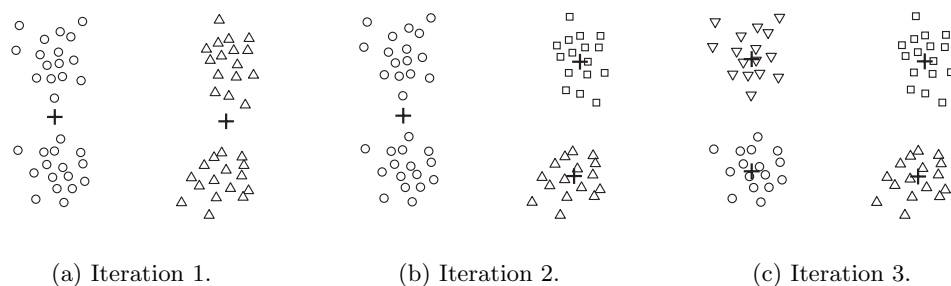 (a) Iteration 1.
(b) Iteration 2.
(c) Iteration 3.